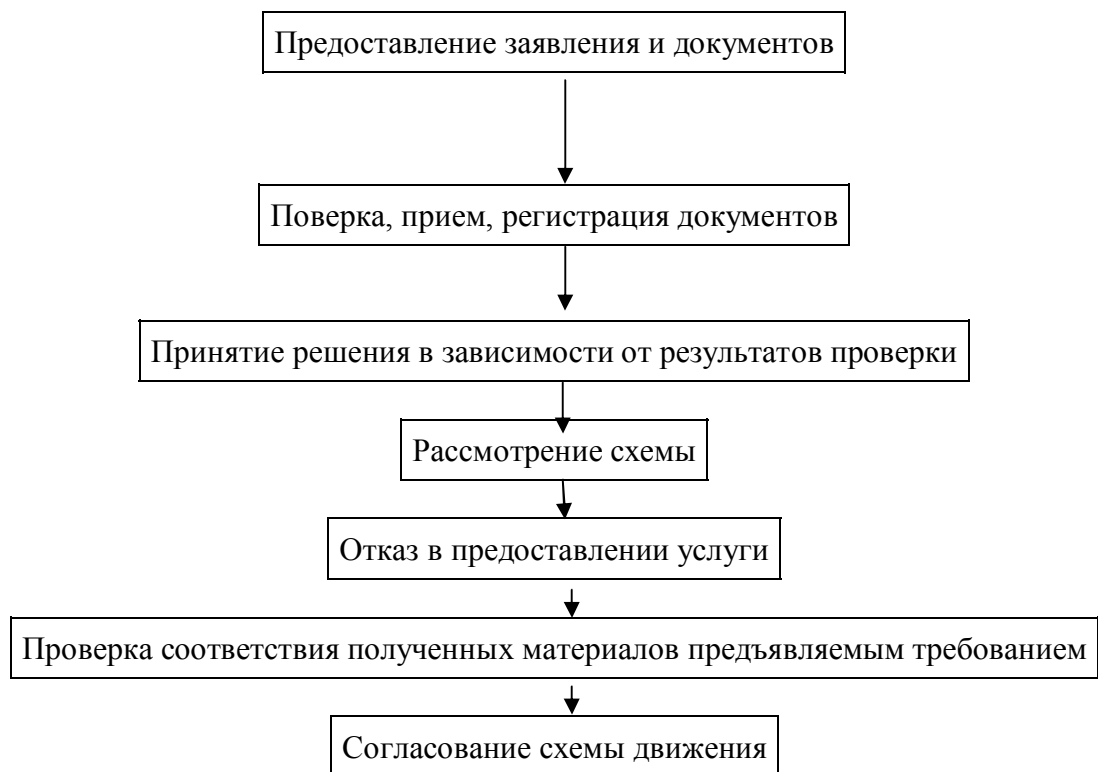 Предоставление заявления и документов
Поверка, прием, регистрация документов
Принятие решения в зависимости от результатов проверки
Рассмотрение схемы
Отказ в предоставлении услуги
Проверка соответствия полученных материалов предъявляемым требованием
Согласование схемы движения